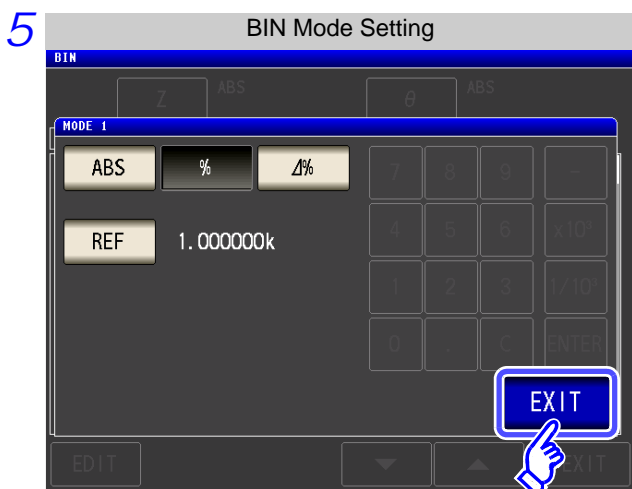 5 BIN Mode Setting
BIN
Z ABS θ ABS
MODE 1
ABS % Δ% 7 8 9 -
REF 1.000000k 4 5 6 x10³
1 2 3 1/10³
0 . C ENTER
EXIT
EDIT EXIT